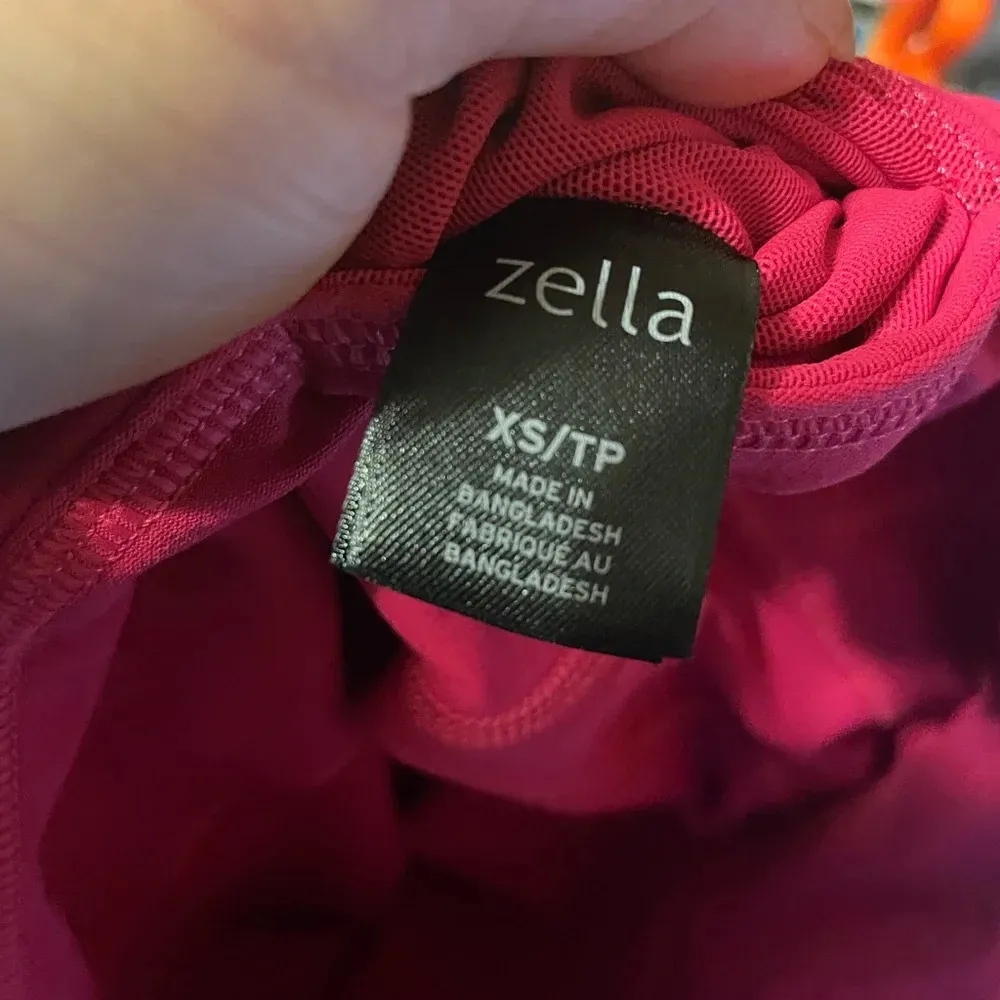 zella
XS/TP
MADE IN
BANGLADESH
FABRIQUÉ AU
BANGLADESH